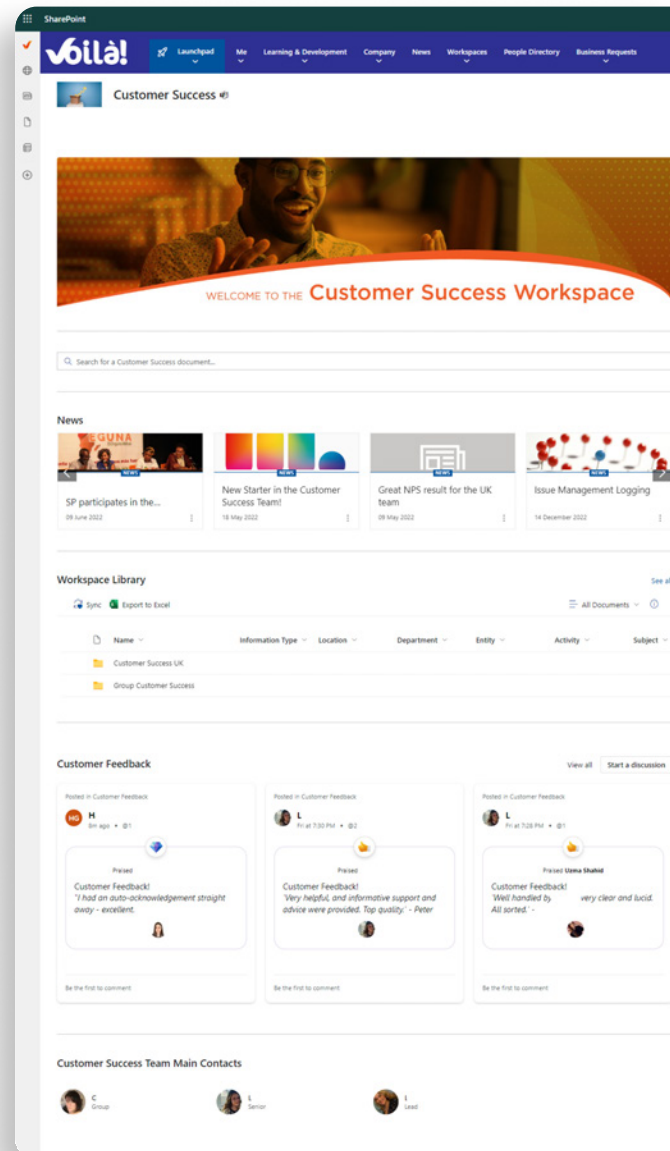 SharePoint
Voilà!
Launchpad Me Learning & Development Company News Workspaces People Directory Business Requests
Customer Success
WELCOME TO THE Customer Success Workspace
Search for a Customer Success document...
News
EGUNA
NEWS NEWS NEWS NEWS
SP participates in the...
09 June 2022
New Starter in the Customer
Success Team!
18 May 2022
Great NPS result for the UK
team
09 May 2022
Issue Management Logging
14 December 2022
Workspace Library See all
Sync Export to Excel All Documents
Name Information Type Location Department Entity Activity Subject
Customer Success UK
Group Customer Success
Customer Feedback View all Start a discussion
Posted in Customer Feedback
HG H
8m ago • @1
Praised
Customer Feedback!
'I had an auto-acknowledgement straight
away - excellent.
Be the first to comment
Posted in Customer Feedback
L
Fri at 7:30 PM • @2
Praised
Customer Feedback!
'Very helpful, and informative support and
advice were provided. Top quality.' - Peter
Be the first to comment
Posted in Customer Feedback
L
Fri at 7:28 PM • @1
Praised Uzma Shahid
Customer Feedback!
'Well handled by very clear and lucid.
All sorted.' -
Be the first to comment
Customer Success Team Main Contacts
C
Group
L
Senior
L
Lead